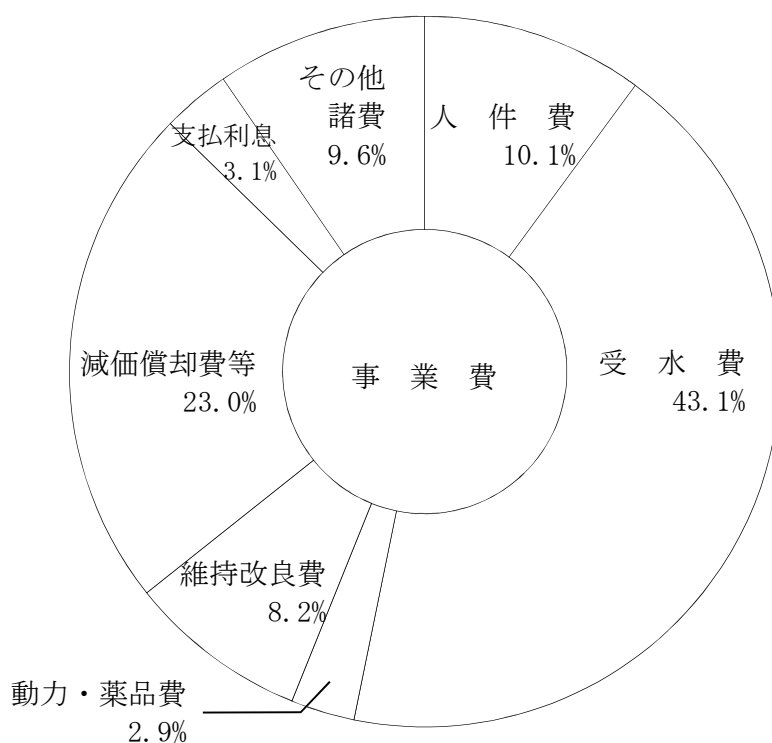 その他
諸費
9.6%
人 件 費
10.1%
支払利息
3.1%
減価償却費等
23.0%
事 業 費
受 水 費
43.1%
維持改良費
8.2%
動力・薬品費
2.9%